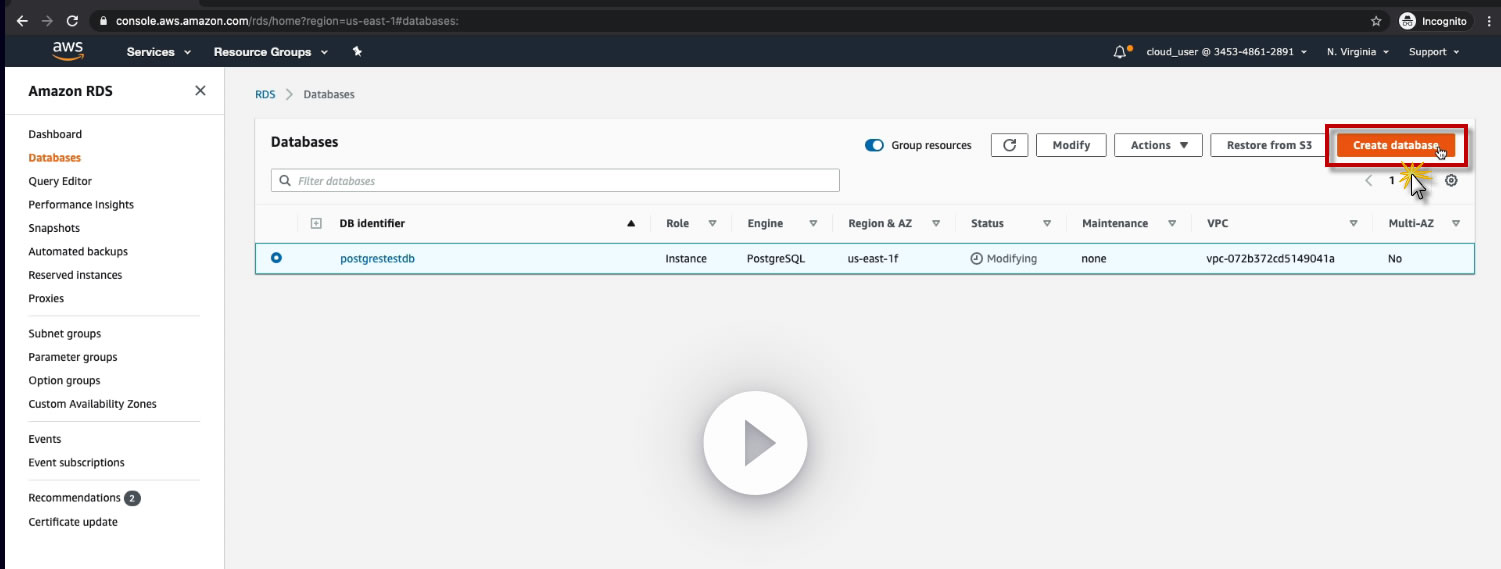 console.aws.amazon.com/rds/home?region=us-east-1#databases:
Incognito
aws
Services
Resource Groups
cloud_user @ 3453-4861-2891
N. Virginia
Support
Amazon RDS
Dashboard
Databases
Query Editor
Performance Insights
Snapshots
Automated backups
Reserved instances
Proxies
Subnet groups
Parameter groups
Option groups
Custom Availability Zones
Events
Event subscriptions
Recommendations 2
Certificate update
RDS > Databases
Databases
Group resources
Modify
Actions
Restore from S3
Create database
Filter databases
1
DB identifier Role Engine Region & AZ Status Maintenance VPC Multi-AZ
postgrestestdb Instance PostgreSQL us-east-1f Modifying none vpc-072b372cd5149041a No